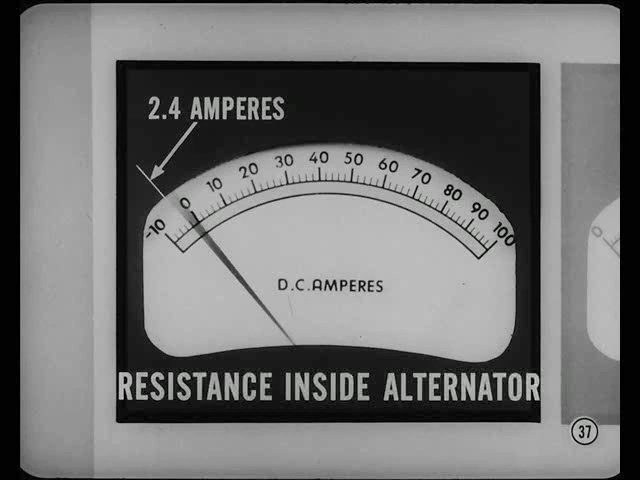 2.4 AMPERES
-10 0 10 20 30 40 50 60 70 80 90 100
D.C.AMPERES
0
RESISTANCE INSIDE ALTERNATOR
37